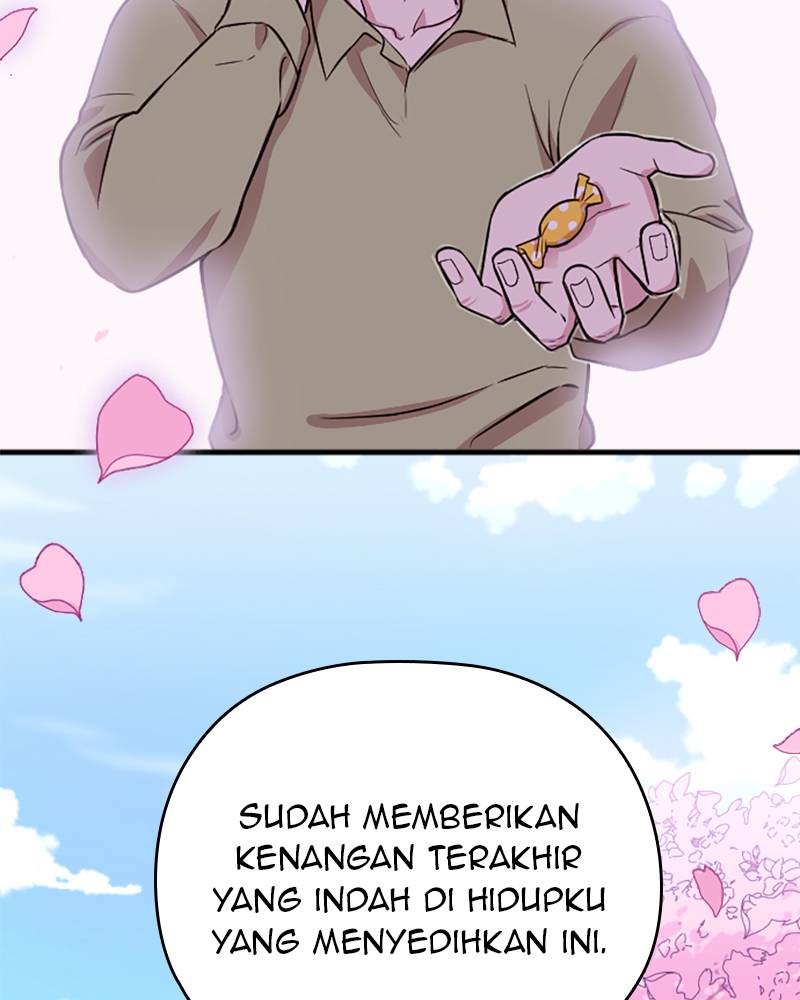 SUDAH MEMBERIKAN
KENANGAN TERAKHIR
YANG INDAH DI HIDUPKU
YANG MENYEDIHKAN INI.